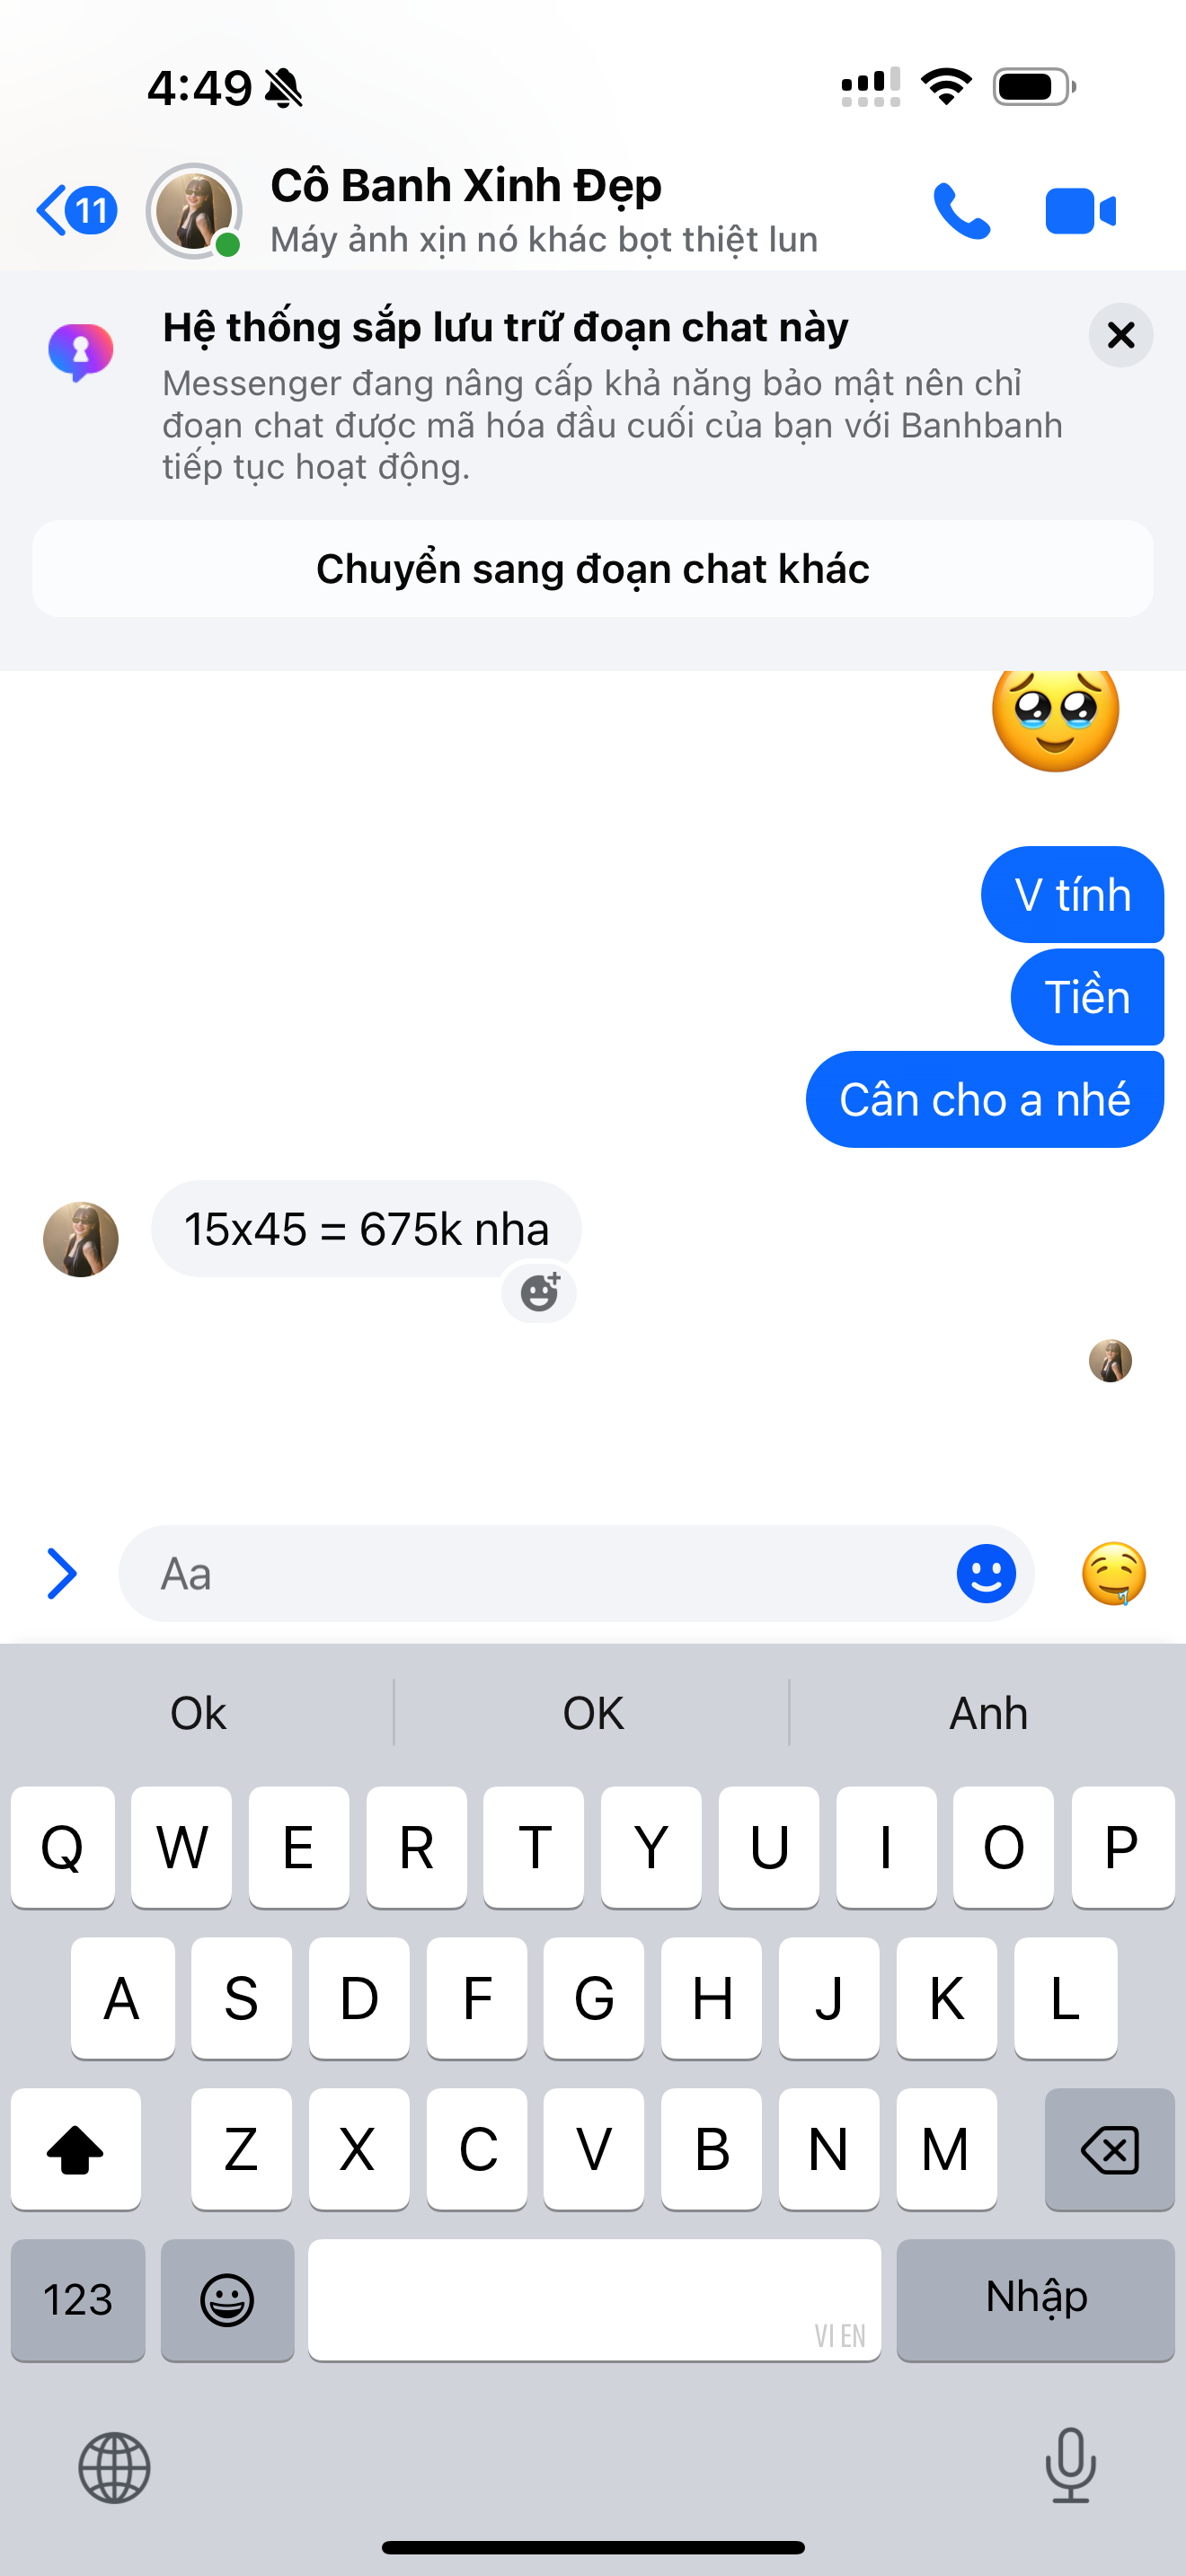 4:49
11
Cô Banh Xinh Đẹp
Máy ảnh xịn nó khác bọt thiệt lun
Hệ thống sắp lưu trữ đoạn chat này
Messenger đang nâng cấp khả năng bảo mật nên chỉ
đoạn chat được mã hóa đầu cuối của bạn với Banhbanh
tiếp tục hoạt động.
Chuyển sang đoạn chat khác
V tính
Tiền
Cân cho a nhé
15x45 = 675k nha
Aa
Ok OK Anh
Q W E R T Y U I O P
A S D F G H J K L
Z X C V B N M
123 VI EN Nhập